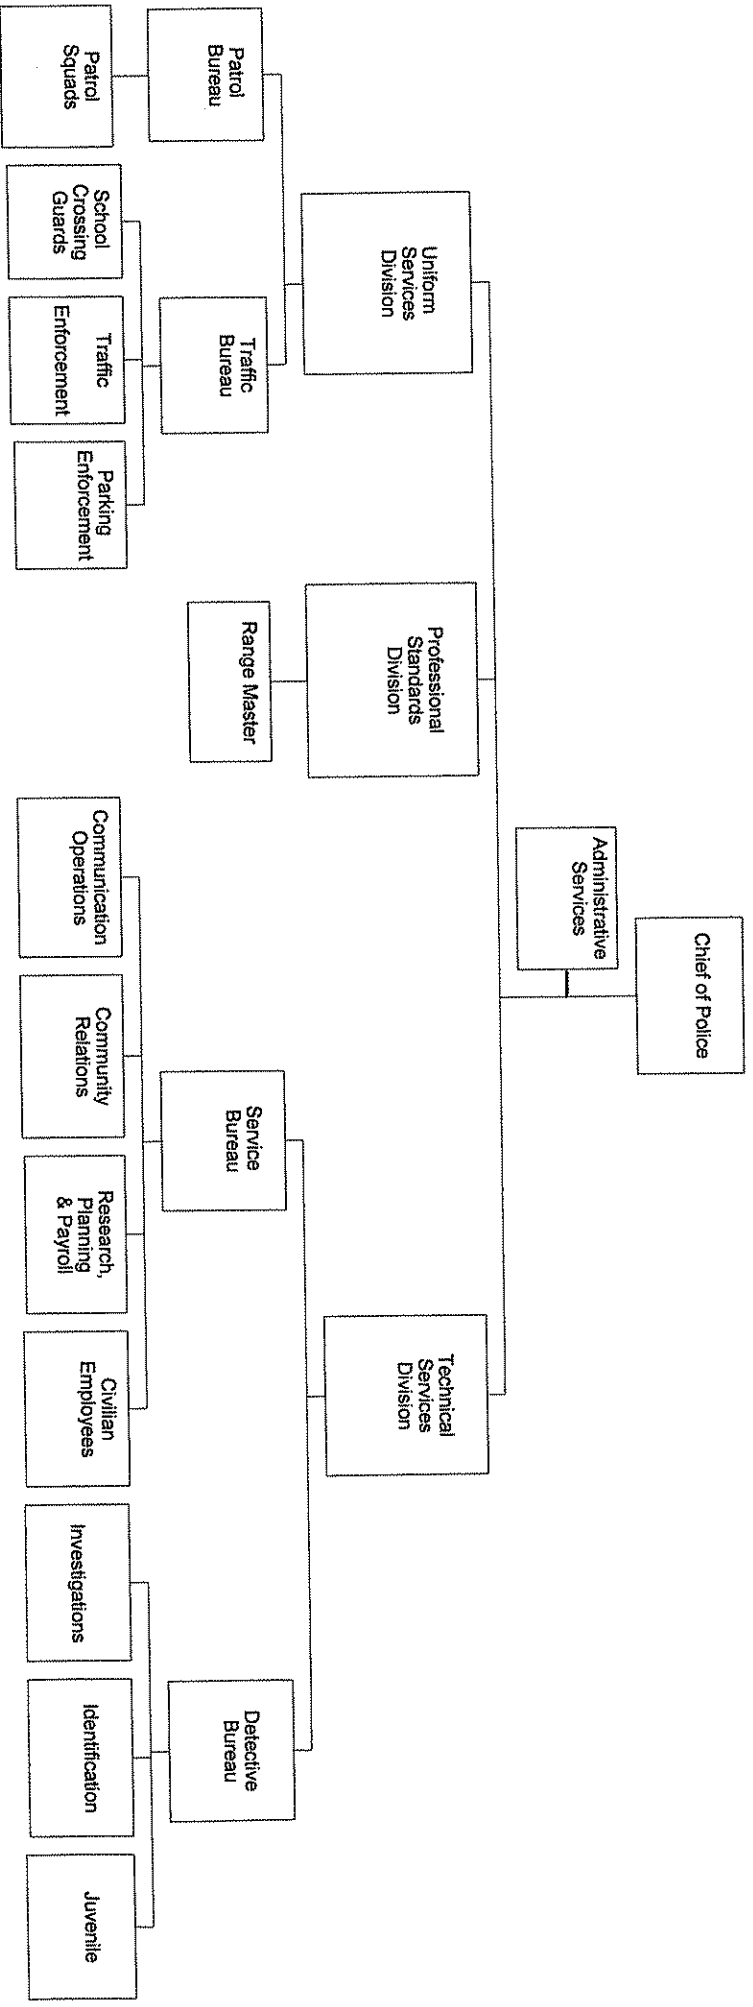 Chief of Police
Administrative
Services
Uniform
Services
Division
Professional
Standards
Division
Technical
Services
Division
Patrol
Bureau
Traffic
Bureau
Range Master
Service
Bureau
Detective
Bureau
Patrol
Squads
School
Crossing
Guards
Traffic
Enforcement
Parking
Enforcement
Communication
Operations
Community
Relations
Research,
Planning
& Payroll
Civilian
Employees
Investigations
Identification
Juvenile